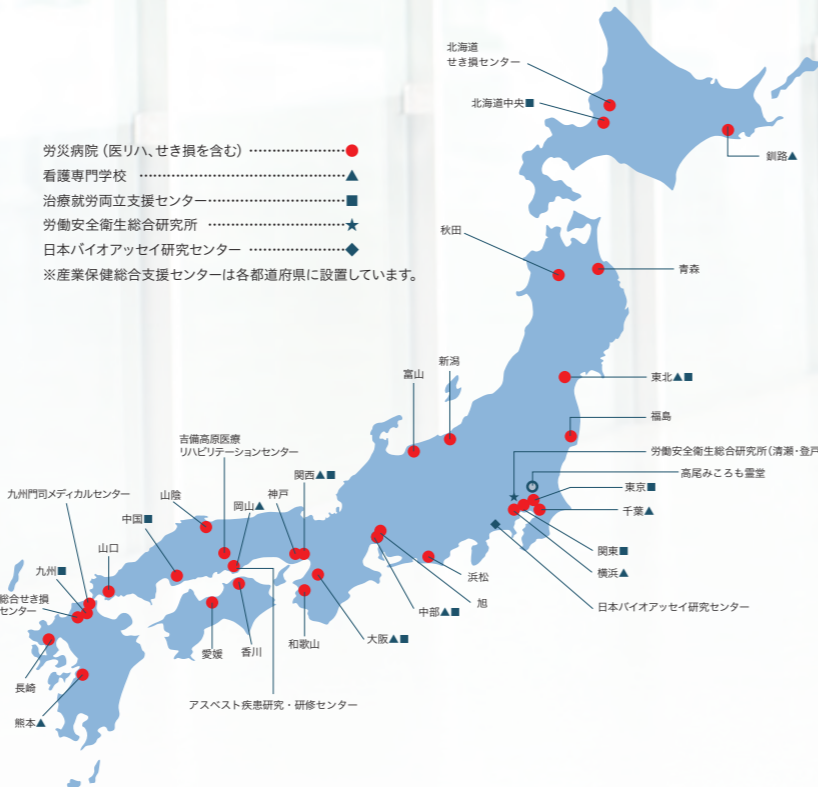 北海道
せき損センター
北海道中央■
釧路▲
労災病院（医リハ、せき損を含む）●
看護専門学校▲
治療就労両立支援センター■
労働安全衛生総合研究所★
日本バイオアッセイ研究センター◆
※産業保健総合支援センターは各都道府県に設置しています。
秋田
青森
新潟
富山
東北▲■
福島
労働安全衛生総合研究所（清瀬・登戸
高尾みころも霊堂
東京■
千葉▲
関東■
横浜▲
日本バイオアッセイ研究センター
吉備高原医療
リハビリテーションセンター
関西▲■
九州門司メディカルセンター
山陰
岡山▲
神戸
中国■
山口
九州■
総合せき損
センター
浜松
旭
中部▲■
大阪▲■
和歌山
香川
愛媛
長崎
アスベスト疾患研究・研修センター
熊本▲